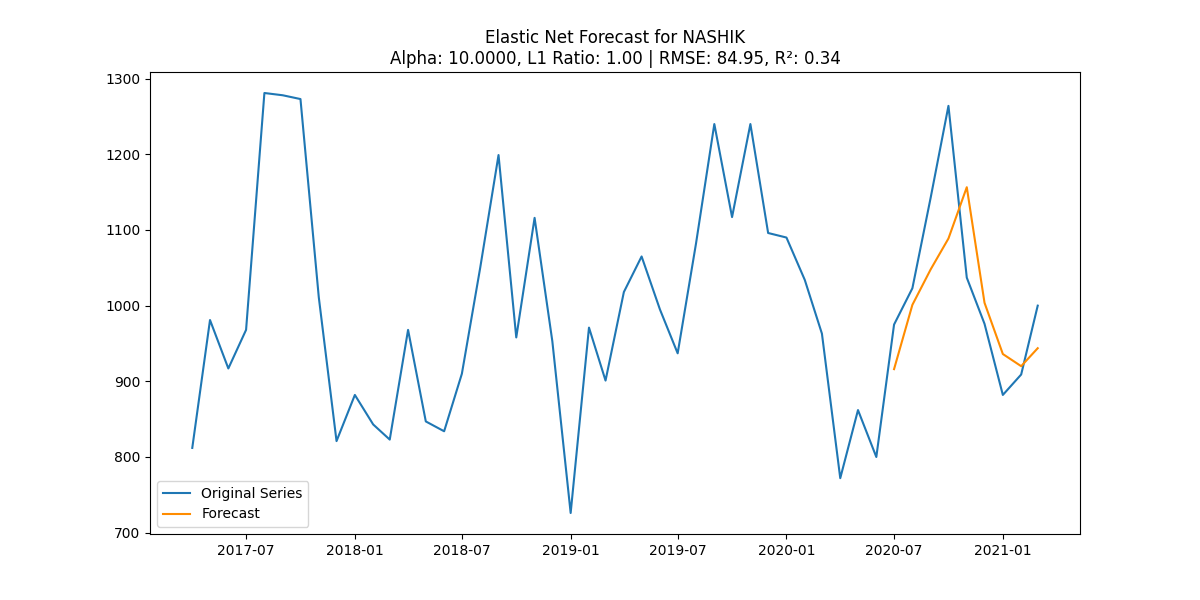 Elastic Net Forecast for NASHIK
Alpha: 10.0000, L1 Ratio: 1.00 | RMSE: 84.95, R²: 0.34
1300
1200
1100
1000
900
800
700
Original Series
Forecast
2017-07 2018-01 2018-07 2019-01 2019-07 2020-01 2020-07 2021-01